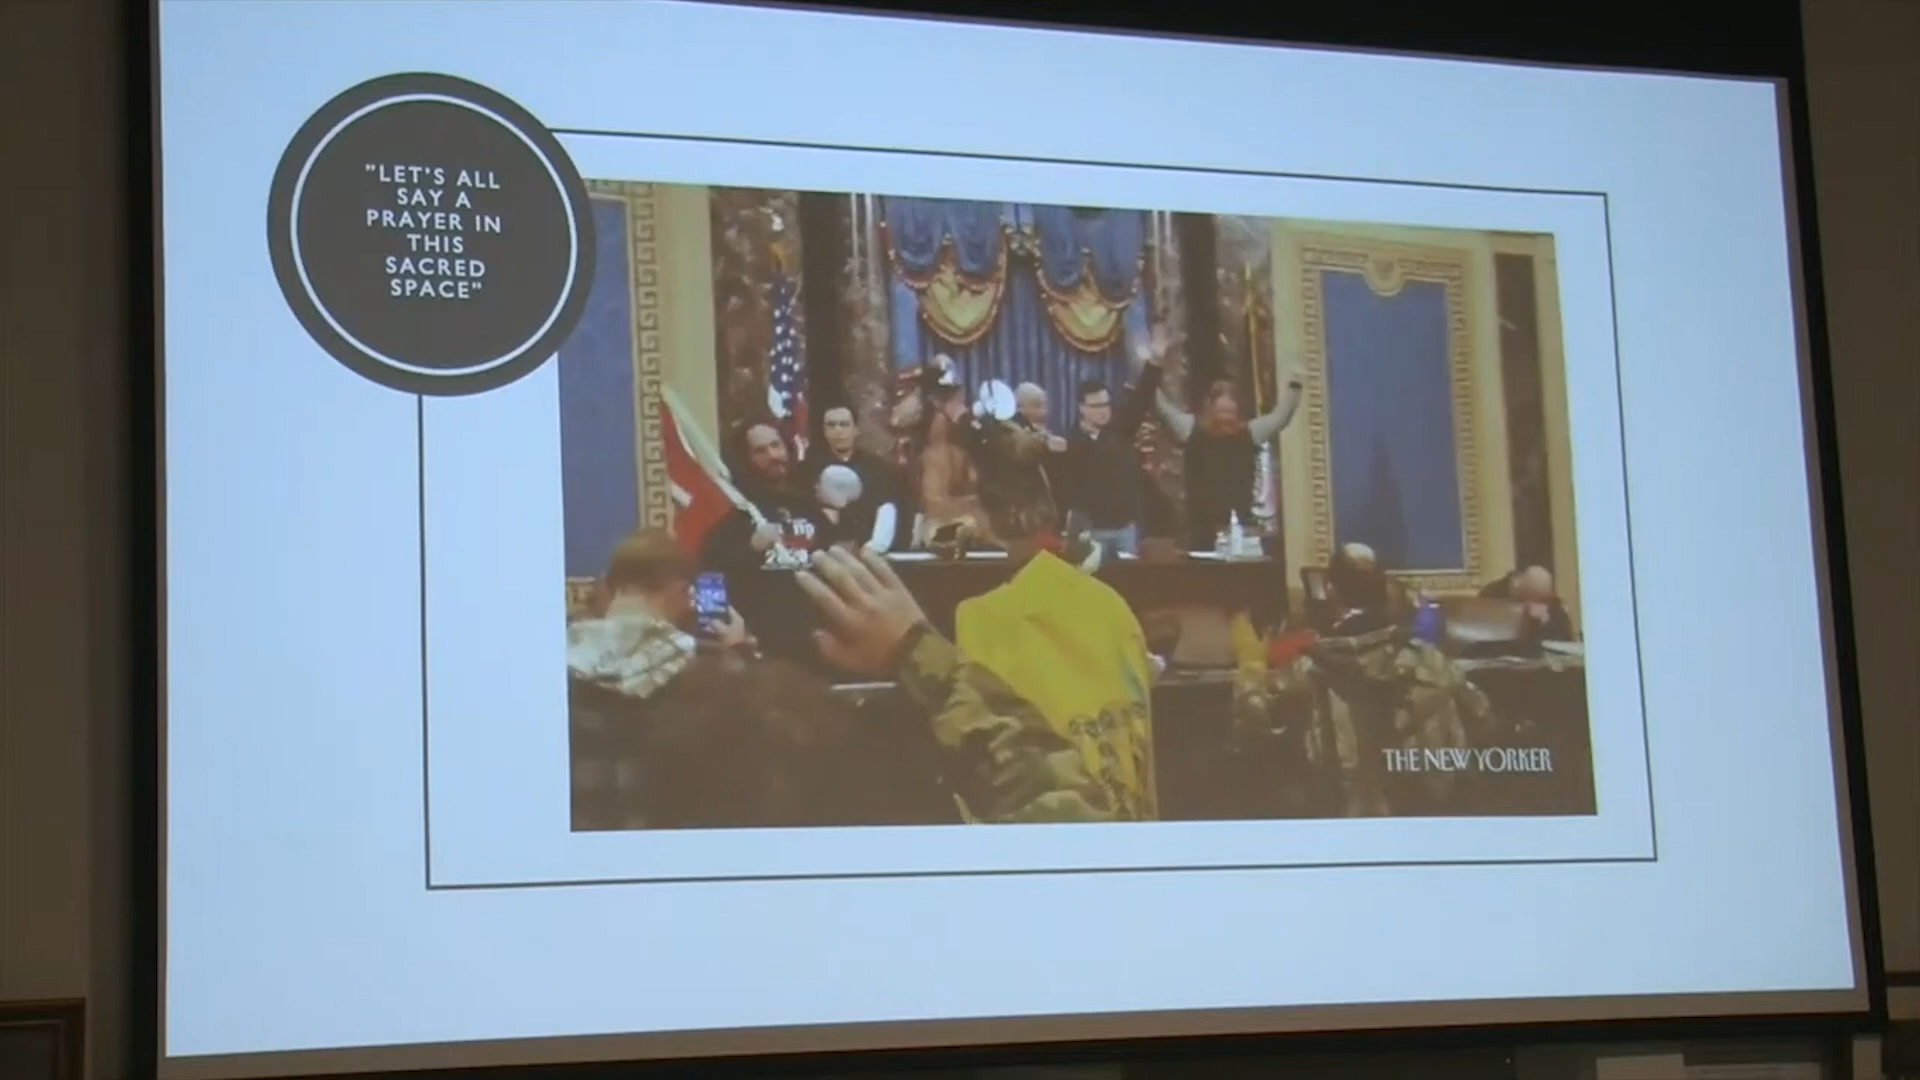 "LET'S ALL
SAY A
PRAYER IN
THIS
SACRED
SPACE"
THE NEW YORKER